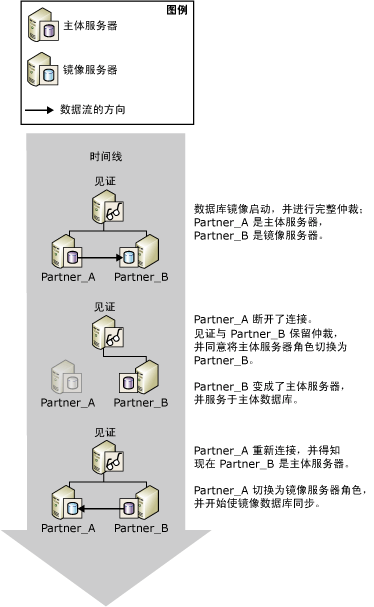 图例
主体服务器
镜像服务器
数据流的方向
时间线
见证
Partner_A
Partner_B
数据库镜像启动，并进行完整仲裁；
Partner_A 是主体服务器，
Partner_B 是镜像服务器。
见证
Partner_A
Partner_B
Partner_A 断开了连接。
见证与 Partner_B 保留仲裁，
并同意将主体服务器角色切换为
Partner_B。
Partner_B 变成了主体服务器，
并服务于主体数据库。
见证
Partner_A
Partner_B
Partner_A 重新连接，并得知
现在 Partner_B 是主体服务器。
Partner_A 切换为镜像服务器角色，
并开始使镜像数据库同步。